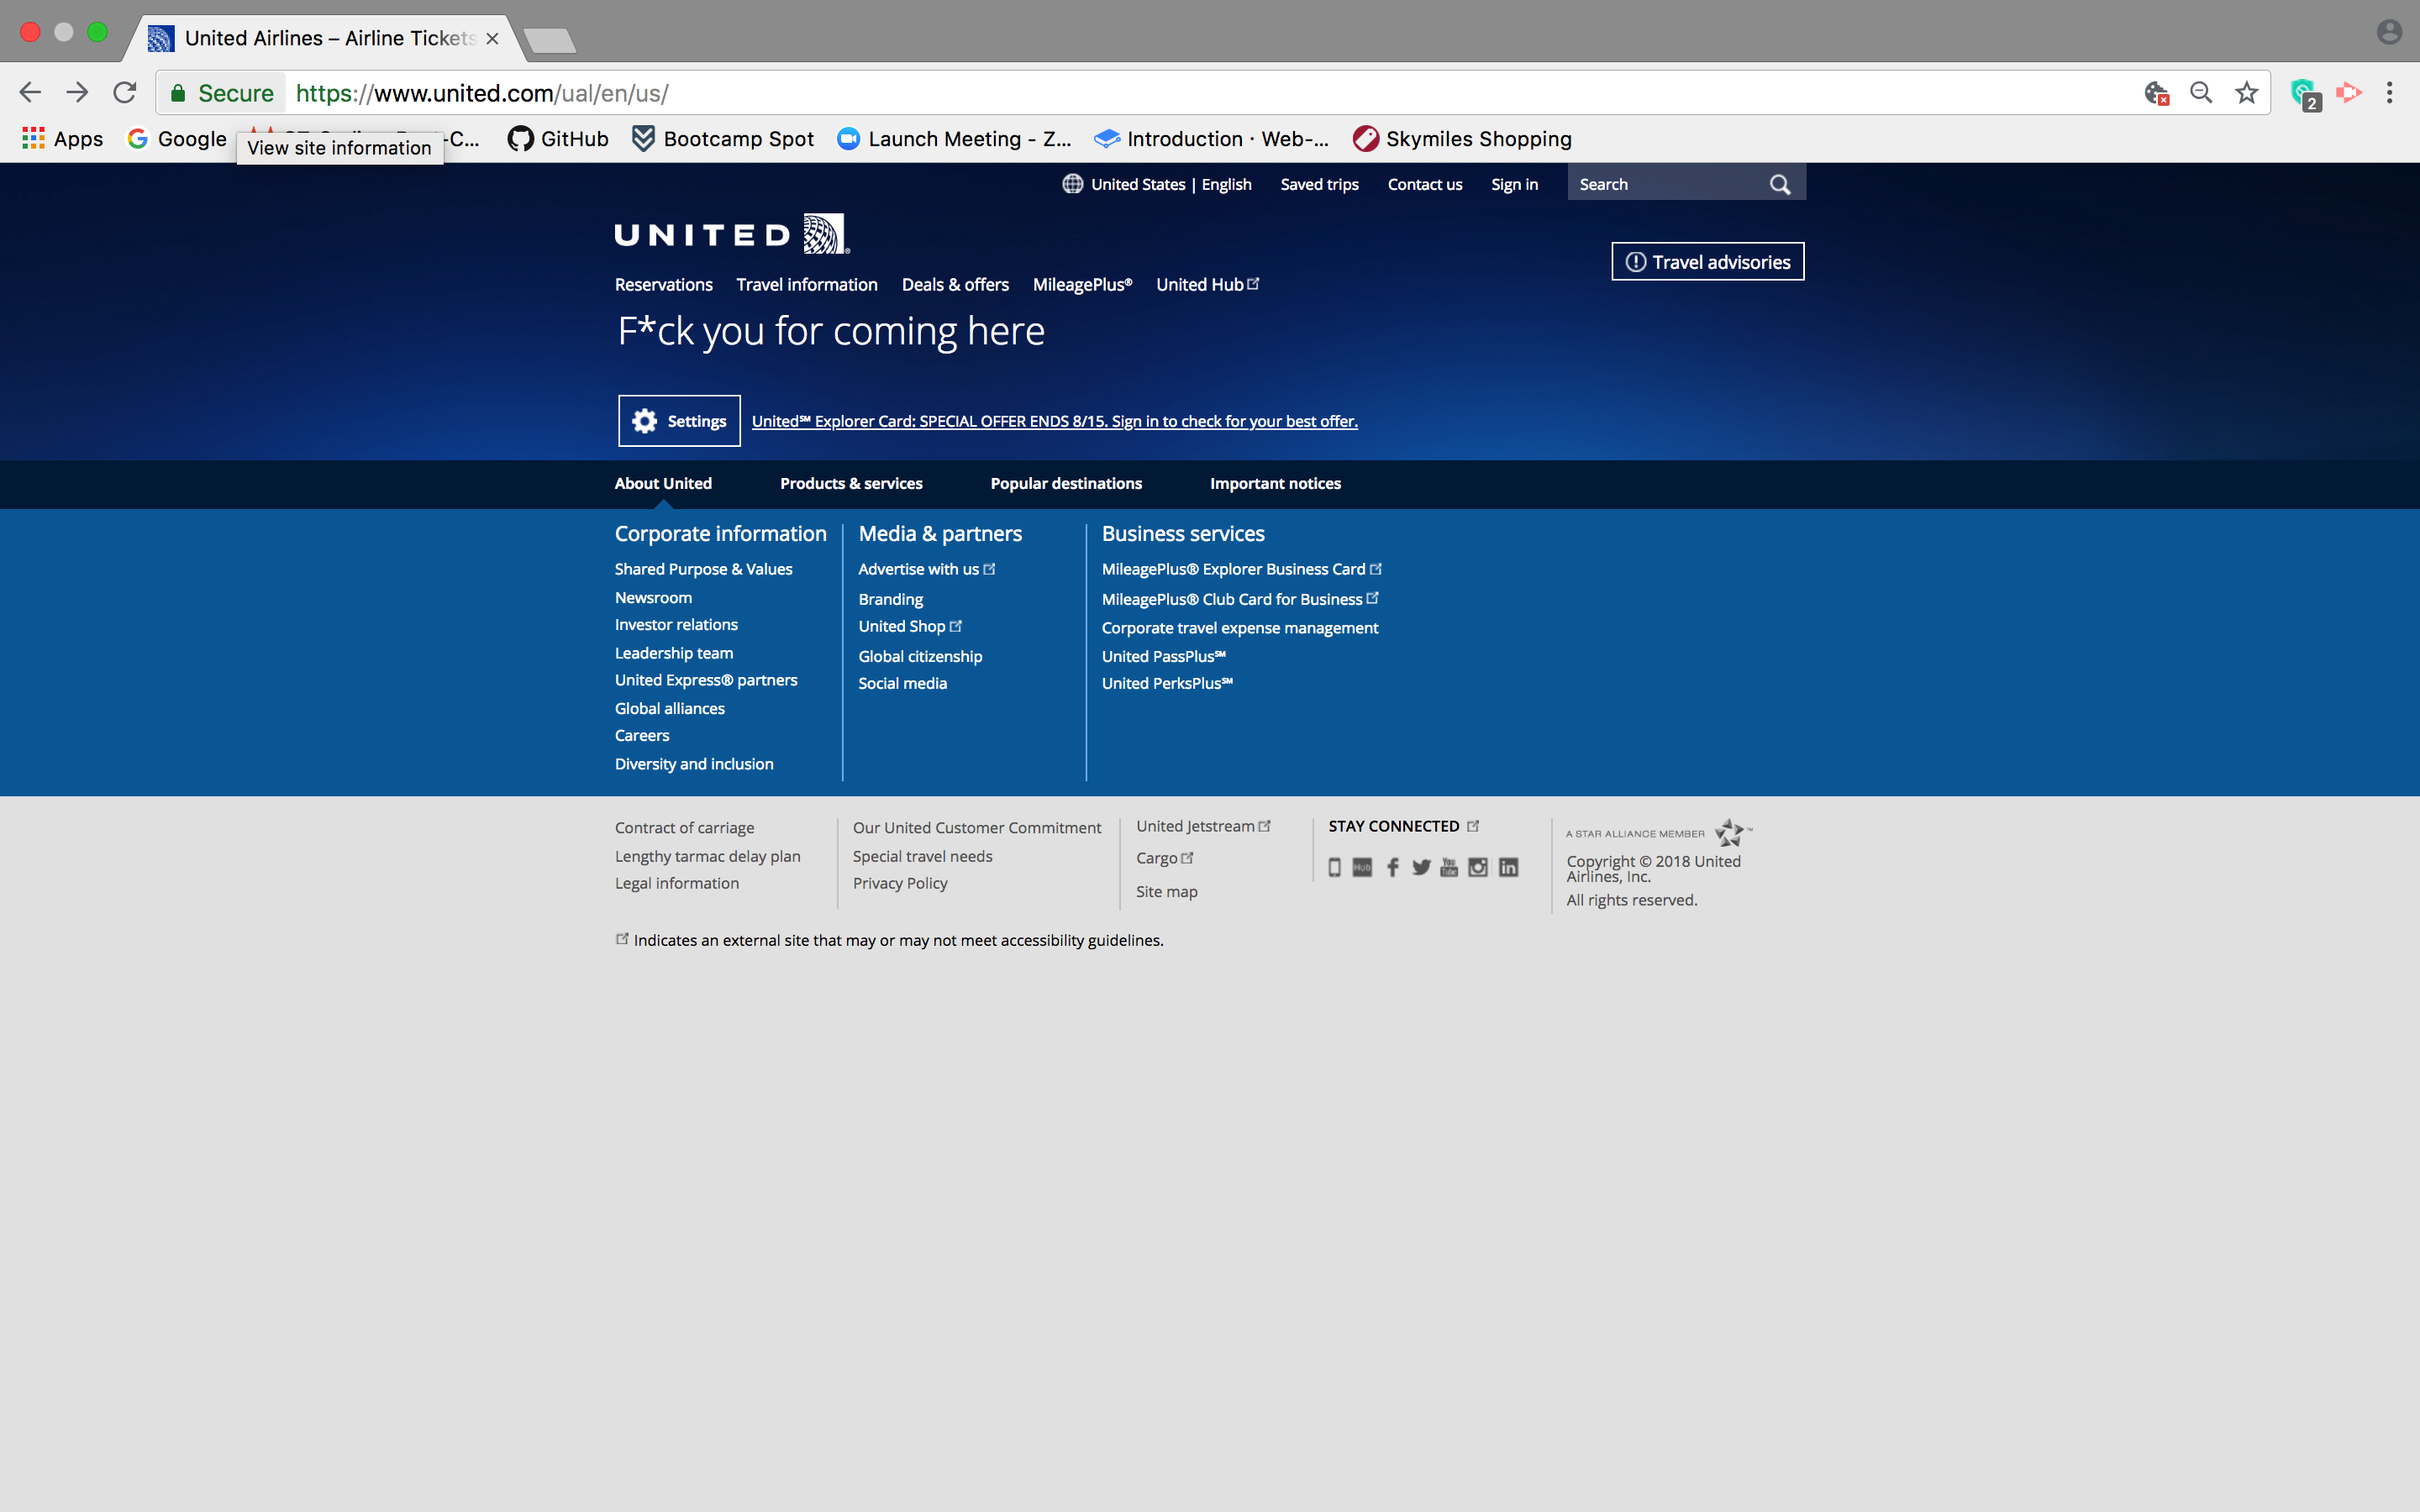 United Airlines – Airline Tickets
Secure https://www.united.com/ual/en/us/
2
Apps Google -C... GitHub Bootcamp Spot Launch Meeting - Z... Introduction · Web-... Skymiles Shopping
View site information
United States | English Saved trips Contact us Sign in Search
UNITED
Travel advisories
Reservations Travel information Deals & offers MileagePlus® United Hub
F*ck you for coming here
Settings United℠ Explorer Card: SPECIAL OFFER ENDS 8/15. Sign in to check for your best offer.
About United Products & services Popular destinations Important notices
Corporate information
Shared Purpose & Values
Newsroom
Investor relations
Leadership team
United Express® partners
Global alliances
Careers
Diversity and inclusion
Media & partners
Advertise with us
Branding
United Shop
Global citizenship
Social media
Business services
MileagePlus® Explorer Business Card
MileagePlus® Club Card for Business
Corporate travel expense management
United PassPlus℠
United PerksPlus℠
Contract of carriage
Lengthy tarmac delay plan
Legal information
Our United Customer Commitment
Special travel needs
Privacy Policy
United Jetstream
Cargo
Site map
STAY CONNECTED
Hub You Tube
A STAR ALLIANCE MEMBER ™
Copyright © 2018 United
Airlines, Inc.
All rights reserved.
Indicates an external site that may or may not meet accessibility guidelines.